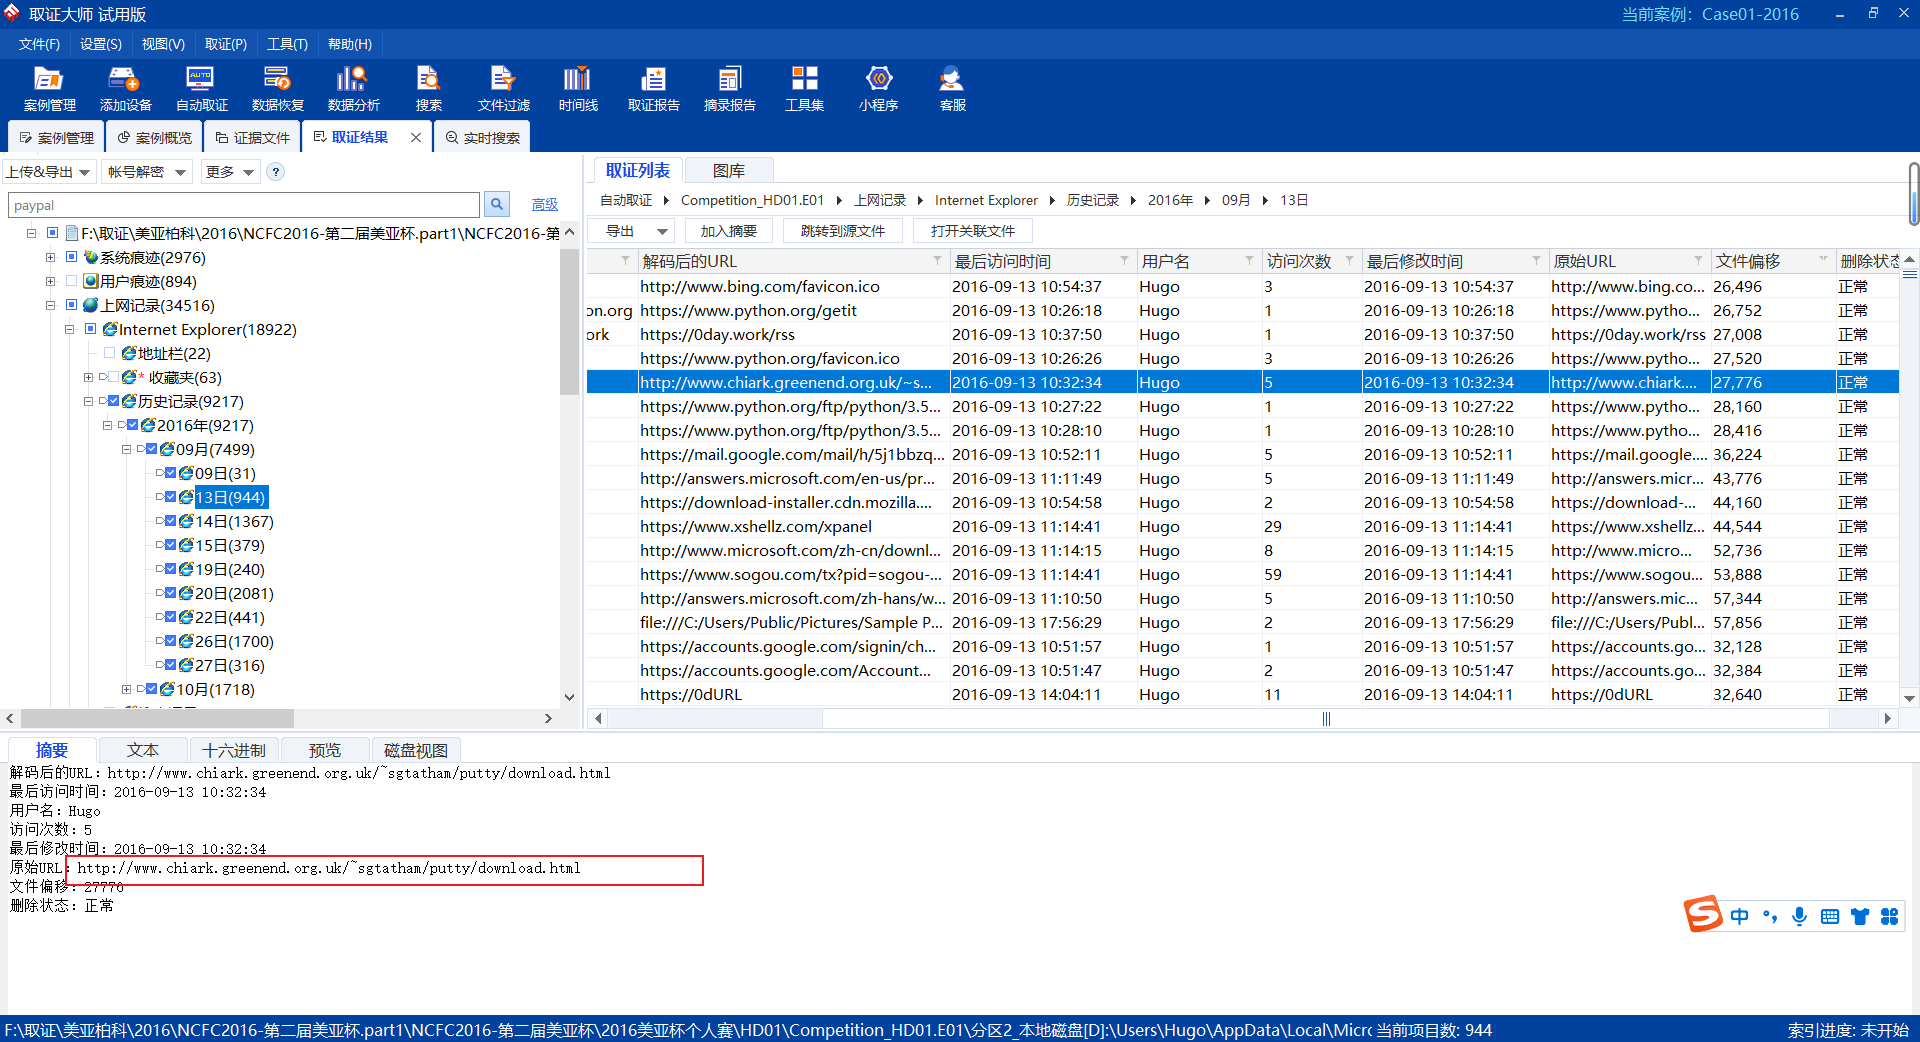 取证大师 试用版
当前案例： Case01-2016
文件(F) 设置(S) 视图(V) 取证(P) 工具(T) 帮助(H)
案例管理 添加设备 自动取证 数据恢复 数据分析 搜索 文件过滤 时间线 取证报告 摘录报告 工具集 小程序 客服
案例管理 案例概览 证据文件 取证结果 实时搜索
上传&导出 帐号解密 更多 ?
paypal 高级
F:\取证\美亚柏科\2016\NCFC2016-第二届美亚杯.part1\NCFC2016-第
系统痕迹(2976)
用户痕迹(894)
上网记录(34516)
Internet Explorer(18922)
地址栏(22)
* 收藏夹(63)
历史记录(9217)
2016年(9217)
09月(7499)
09日(31)
13日(944)
14日(1367)
15日(379)
19日(240)
20日(2081)
22日(441)
26日(1700)
27日(316)
10月(1718)
取证列表 图库
自动取证 Competition_HD01.E01 上网记录 Internet Explorer 历史记录 2016年 09月 13日
导出 加入摘要 跳转到源文件 打开关联文件
解码后的URL 最后访问时间 用户名 访问次数 最后修改时间 原始URL 文件偏移 删除状态
http://www.bing.com/favicon.ico 2016-09-13 10:54:37 Hugo 3 2016-09-13 10:54:37 http://www.bing.co... 26,496 正常
on.org https://www.python.org/getit 2016-09-13 10:26:18 Hugo 1 2016-09-13 10:26:18 https://www.pytho... 26,752 正常
ork https://0day.work/rss 2016-09-13 10:37:50 Hugo 1 2016-09-13 10:37:50 https://0day.work/rss 27,008 正常
https://www.python.org/favicon.ico 2016-09-13 10:26:26 Hugo 3 2016-09-13 10:26:26 https://www.pytho... 27,520 正常
http://www.chiark.greenend.org.uk/~s... 2016-09-13 10:32:34 Hugo 5 2016-09-13 10:32:34 http://www.chiark.... 27,776 正常
https://www.python.org/ftp/python/3.5... 2016-09-13 10:27:22 Hugo 1 2016-09-13 10:27:22 https://www.pytho... 28,160 正常
https://www.python.org/ftp/python/3.5... 2016-09-13 10:28:10 Hugo 1 2016-09-13 10:28:10 https://www.pytho... 28,416 正常
https://mail.google.com/mail/h/5j1bbzq... 2016-09-13 10:52:11 Hugo 5 2016-09-13 10:52:11 https://mail.google.... 36,224 正常
http://answers.microsoft.com/en-us/pr... 2016-09-13 11:11:49 Hugo 5 2016-09-13 11:11:49 http://answers.micr... 43,776 正常
https://download-installer.cdn.mozilla.... 2016-09-13 10:54:58 Hugo 2 2016-09-13 10:54:58 https://download-... 44,160 正常
https://www.xshellz.com/xpanel 2016-09-13 11:14:41 Hugo 29 2016-09-13 11:14:41 https://www.xshellz... 44,544 正常
http://www.microsoft.com/zh-cn/downl... 2016-09-13 11:14:15 Hugo 8 2016-09-13 11:14:15 http://www.micro... 52,736 正常
https://www.sogou.com/tx?pid=sogou-... 2016-09-13 11:14:41 Hugo 59 2016-09-13 11:14:41 https://www.sogou... 53,888 正常
http://answers.microsoft.com/zh-hans/w... 2016-09-13 11:10:50 Hugo 5 2016-09-13 11:10:50 http://answers.mic... 57,344 正常
file:///C:/Users/Public/Pictures/Sample P... 2016-09-13 17:56:29 Hugo 2 2016-09-13 17:56:29 file:///C:/Users/Publ... 57,856 正常
https://accounts.google.com/signin/ch... 2016-09-13 10:51:57 Hugo 1 2016-09-13 10:51:57 https://accounts.go... 32,128 正常
https://accounts.google.com/Account... 2016-09-13 10:51:47 Hugo 2 2016-09-13 10:51:47 https://accounts.go... 32,384 正常
https://0dURL 2016-09-13 14:04:11 Hugo 11 2016-09-13 14:04:11 https://0dURL 32,640 正常
摘要 文本 十六进制 预览 磁盘视图
解码后的URL：http://www.chiark.greenend.org.uk/~sgtatham/putty/download.html
最后访问时间：2016-09-13 10:32:34
用户名：Hugo
访问次数：5
最后修改时间：2016-09-13 10:32:34
原始URL：http://www.chiark.greenend.org.uk/~sgtatham/putty/download.html
文件偏移：27776
删除状态：正常
中
F:\取证\美亚柏科\2016\NCFC2016-第二届美亚杯.part1\NCFC2016-第二届美亚杯\2016美亚杯个人赛\HD01\Competition_HD01.E01\分区2_本地磁盘[D]:\Users\Hugo\AppData\Local\Micro 当前项目数: 944 索引进度: 未开始